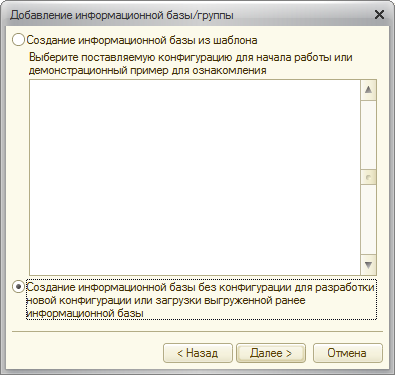 Добавление информационной базы/группы
Создание информационной базы из шаблона
Выберите поставляемую конфигурацию для начала работы или
демонстрационный пример для ознакомления
Создание информационной базы без конфигурации для разработки
новой конфигурации или загрузки выгруженной ранее
информационной базы
< Назад
Далее >
Отмена